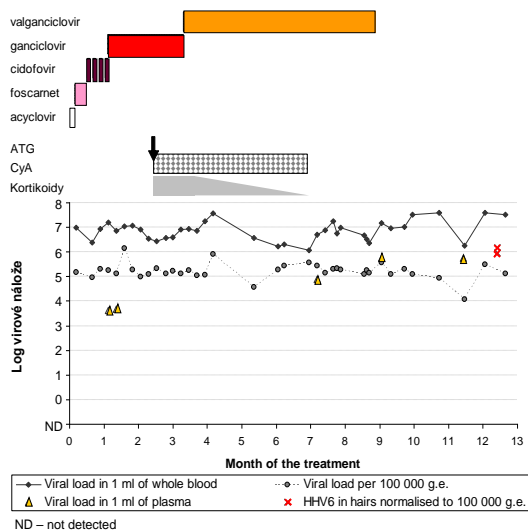 valganciclovir
ganciclovir
cidofovir
foscarnet
acyclovir
ATG
CyA
Kortikoidy
Log virové nálože
8
7
6
5
4
3
2
1
0
ND
0 1 2 3 4 5 6 7 8 9 10 11 12 13
Month of the treatment
Viral load in 1 ml of whole blood
Viral load per 100 000 g.e.
Viral load in 1 ml of plasma
HHV6 in hairs normalised to 100 000 g.e.
ND – not detected